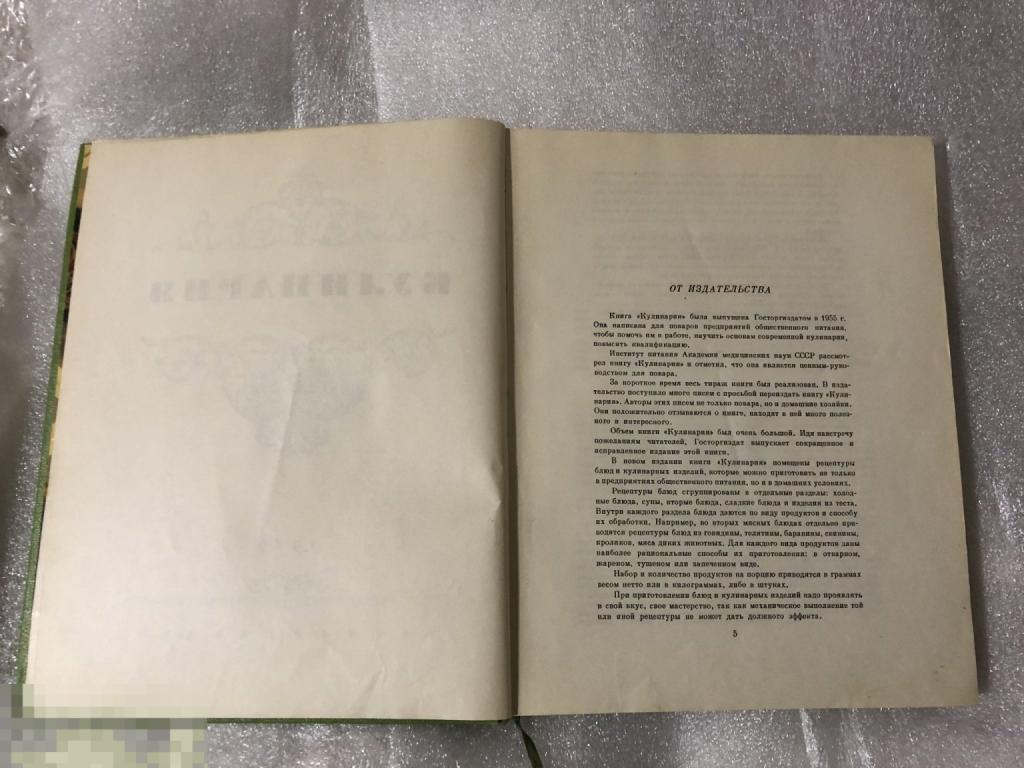 КУЛИНАРИЯ
ОТ ИЗДАТЕЛЬСТВА
Книга «Кулинария» была выпущена Госторгиздатом в 1955 г.
Она написана для поваров предприятий общественного питания,
чтобы помочь им в работе, научить основам современной кулинарии,
повысить квалификацию.
Институт питания Академии медицинских наук СССР рассмот-
рел книгу «Кулинария» и отметил, что она является ценным руко-
водством для повара.
За короткое время весь тираж книги был реализован. В изда-
тельство поступило много писем с просьбой переиздать книгу «Кули-
нария». Авторы этих писем не только повара, но и домашние хозяйки.
Они положительно отзываются о книге, находят в ней много полез-
ного и интересного.
Объем книги «Кулинария» был очень большой. Идя навстречу
пожеланиям читателей, Госторгиздат выпускает сокращенное и
исправленное издание этой книги.
В новом издании книги «Кулинария» помещены рецептуры
блюд и кулинарных изделий, которые можно приготовить не только
в предприятиях общественного питания, но и в домашних условиях.
Рецептуры блюд сгруппированы в отдельные разделы: холод-
ные блюда, супы, вторые блюда, сладкие блюда и изделия из теста.
Внутри каждого раздела блюда даются по виду продуктов и способу
их обработки. Например, во вторых мясных блюдах отдельно при-
водятся рецептуры блюд из говядины, телятины, баранины, свинины,
кроликов, мяса диких животных. Для каждого вида продуктов даны
наиболее рациональные способы их приготовления: в отварном,
жареном, тушеном или запеченном виде.
Набор и количество продуктов на порцию приводятся в граммах
весом нетто или в килограммах, либо в штуках.
При приготовлении блюд и кулинарных изделий надо проявлять
и свой вкус, свое мастерство, так как механическое выполнение той
или иной рецептуры не может дать должного эффекта.
5